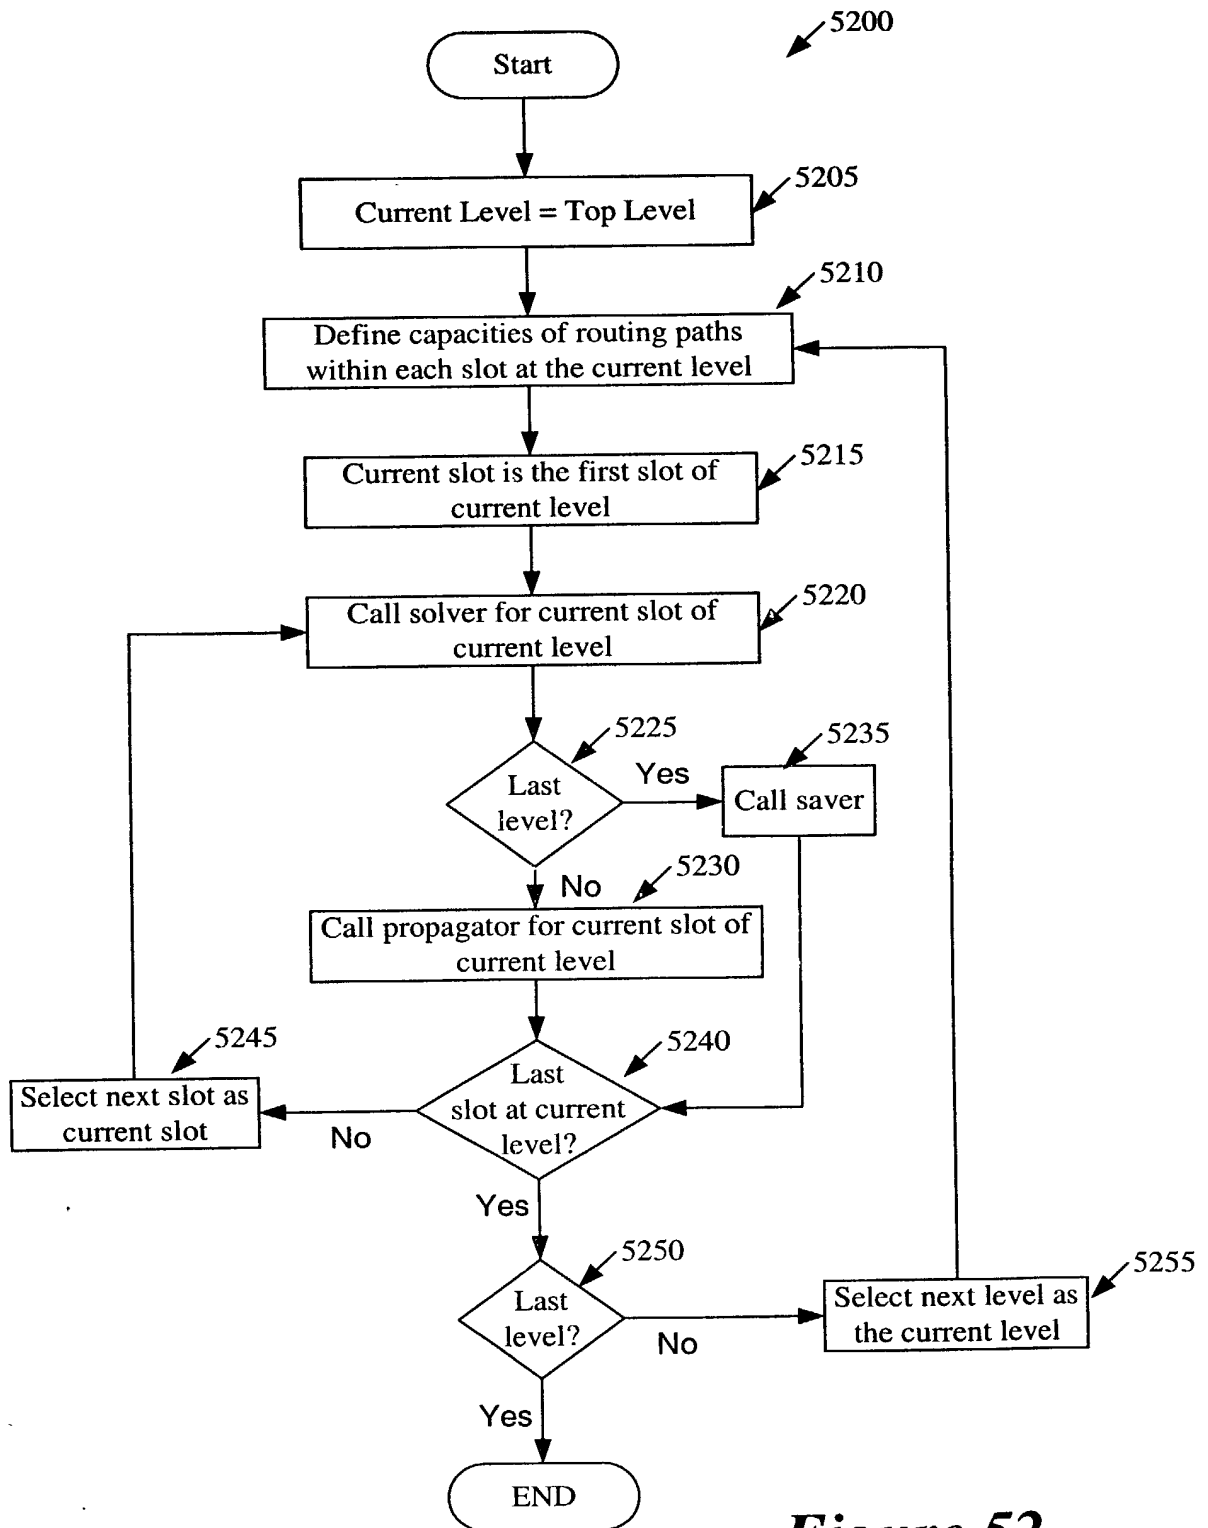 5200
Start
5205
Current Level = Top Level
5210
Define capacities of routing paths
within each slot at the current level
5215
Current slot is the first slot of
current level
5220
Call solver for current slot of
current level
5225
Last
level?
Yes
5235
Call saver
No
5230
Call propagator for current slot of
current level
5240
Last
slot at current
level?
No
5245
Select next slot as
current slot
Yes
5250
Last
level?
No
5255
Select next level as
the current level
Yes
END
Figure 52